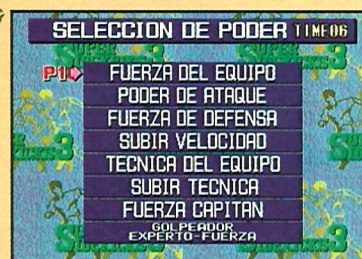 SELECCION DE PODER TIME06
P1 FUERZA DEL EQUIPO
PODER DE ATAQUE
FUERZA DE DEFENSA
SUBIR VELOCIDAD
TECNICA DEL EQUIPO
SUBIR TECNICA
FUERZA CAPITAN
GOLPEADOR
EXPERTO-FUERZA